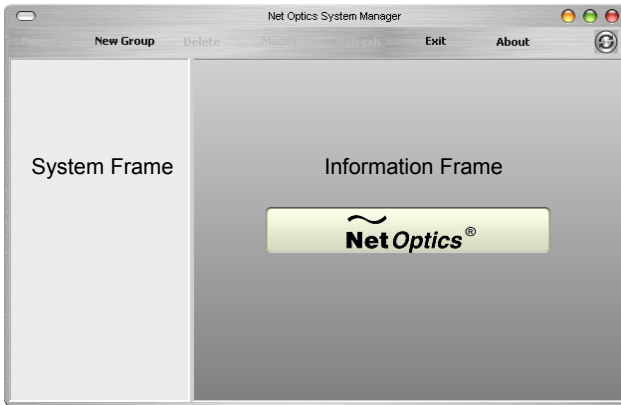 Net Optics System Manager
New Group Delete Modify Refresh Exit About
System Frame Information Frame
Net Optics®